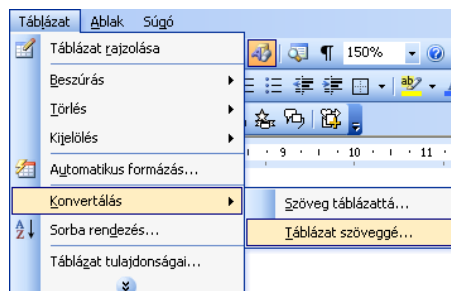 Táblázat Ablak Súgó
Táblázat rajzolása
150%
Beszúrás
Törlés
Kijelölés
9 10 11
Automatikus formázás...
Konvertálás
Szöveg táblázattá...
Sorba rendezés...
Táblázat szöveggé...
Táblázat tulajdonságai...